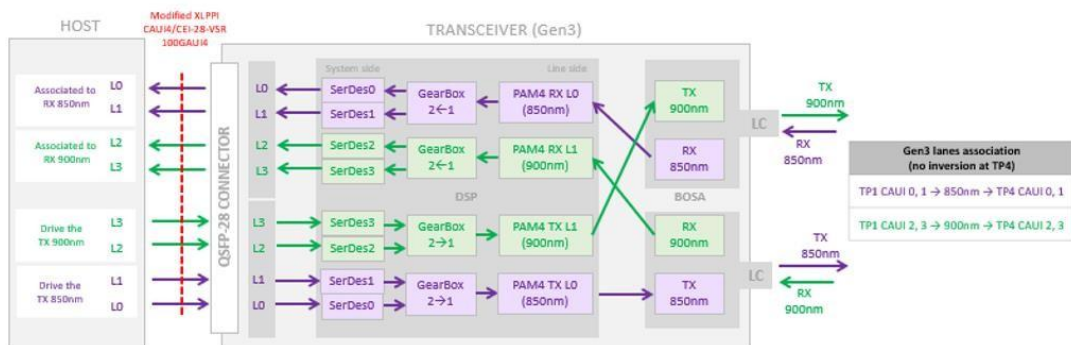 HOST
Modified XLPPI
CAUI4/CEI-28-VSR
100GAUI4
TRANSCEIVER (Gen3)
Associated to
RX 850nm
L0
L1
Associated to
RX 900nm
L2
L3
Drive the
TX 900nm
L3
L2
Drive the
TX 850nm
L1
L0
QSFP-28 CONNECTOR
L0
L1
L2
L3
L3
L2
L1
L0
System side
Line side
SerDes0
SerDes1
GearBox
2←1
PAM4 RX L0
(850nm)
SerDes2
SerDes3
GearBox
2←1
PAM4 RX L1
(900nm)
DSP
SerDes3
SerDes2
GearBox
2→1
PAM4 TX L1
(900nm)
SerDes1
SerDes0
GearBox
2→1
PAM4 TX L0
(850nm)
TX
900nm
RX
850nm
BOSA
RX
900nm
TX
850nm
LC
LC
TX
900nm
RX
850nm
TX
850nm
RX
900nm
Gen3 lanes association
(no inversion at TP4)
TP1 CAUI 0, 1 → 850nm → TP4 CAUI 0, 1
TP1 CAUI 2, 3 → 900nm → TP4 CAUI 2, 3